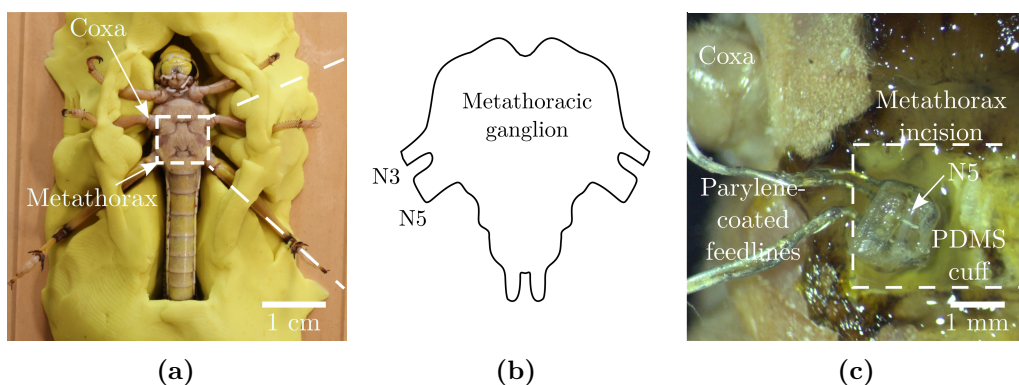 Coxa
Metathorax
1 cm
(a)
Metathoracic
ganglion
N3
N5
(b)
Coxa
Metathorax
incision
N5
Parylene-
coated
feedlines
PDMS
cuff
1 mm
(c)